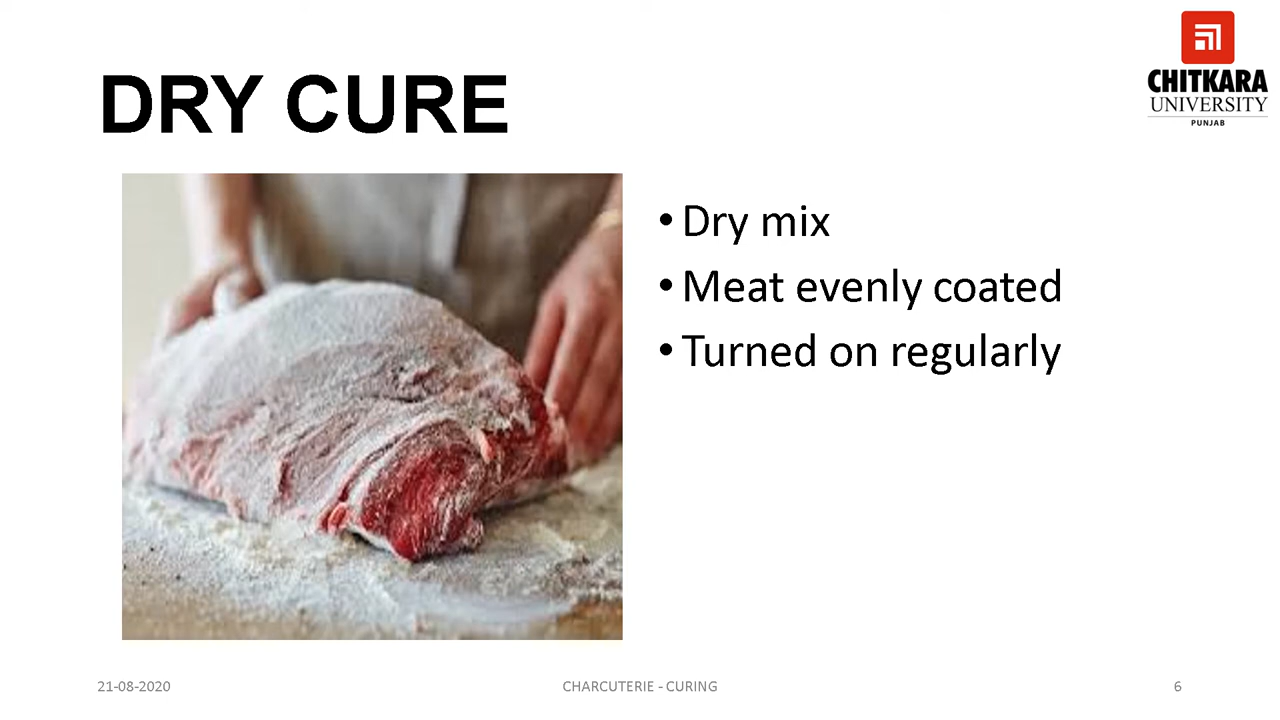 DRY CURE
CHITKARA
UNIVERSITY
PUNJAB
• Dry mix
• Meat evenly coated
• Turned on regularly
21-08-2020
CHARCUTERIE - CURING
6